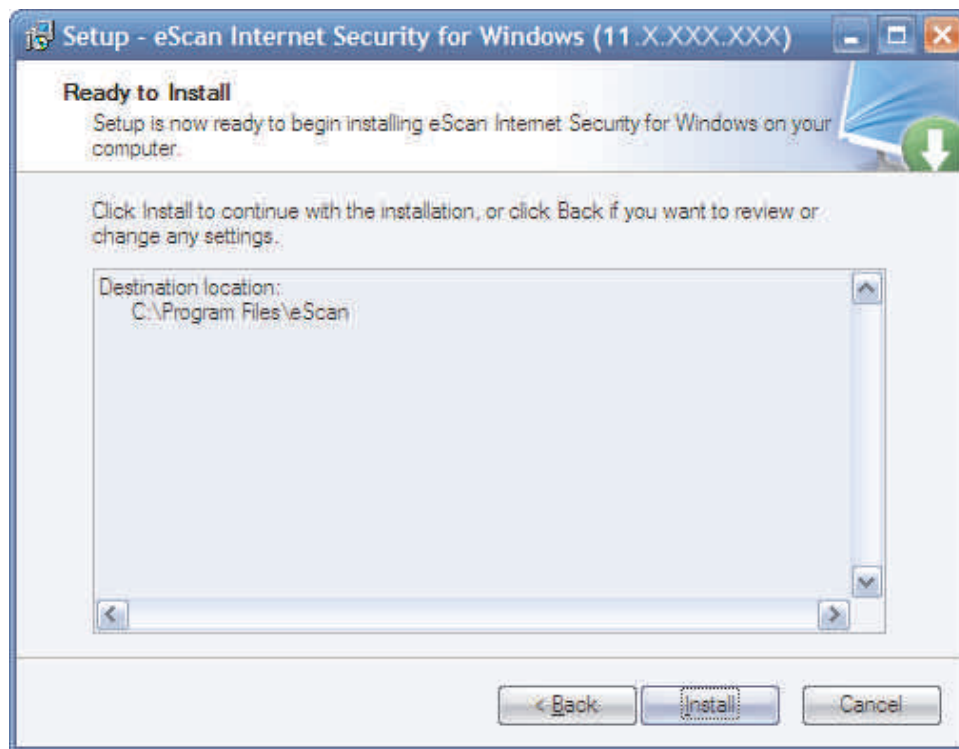 Setup - eScan Internet Security for Windows (11.X.XXX.XXX)
Ready to Install
Setup is now ready to begin installing eScan Internet Security for Windows on your
computer.
Click Install to continue with the installation, or click Back if you want to review or
change any settings.
Destination location:
C:\Program Files\eScan
< Back
Install
Cancel